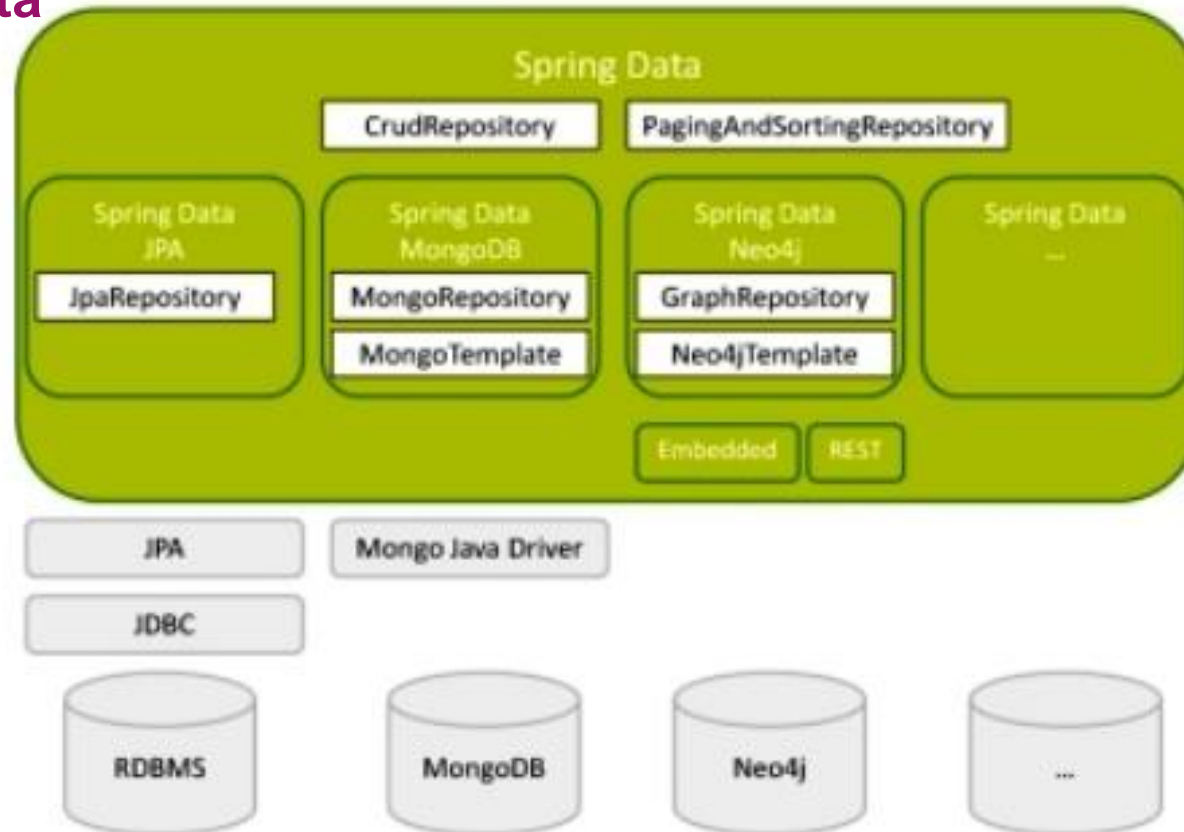 ta
Spring Data
CrudRepository
PagingAndSortingRepository
Spring Data
JPA
JpaRepository
Spring Data
MongoDB
MongoRepository
MongoTemplate
Spring Data
Neo4j
GraphRepository
Neo4jTemplate
Spring Data
...
Embedded
REST
JPA
Mongo Java Driver
JDBC
RDBMS
MongoDB
Neo4j
...